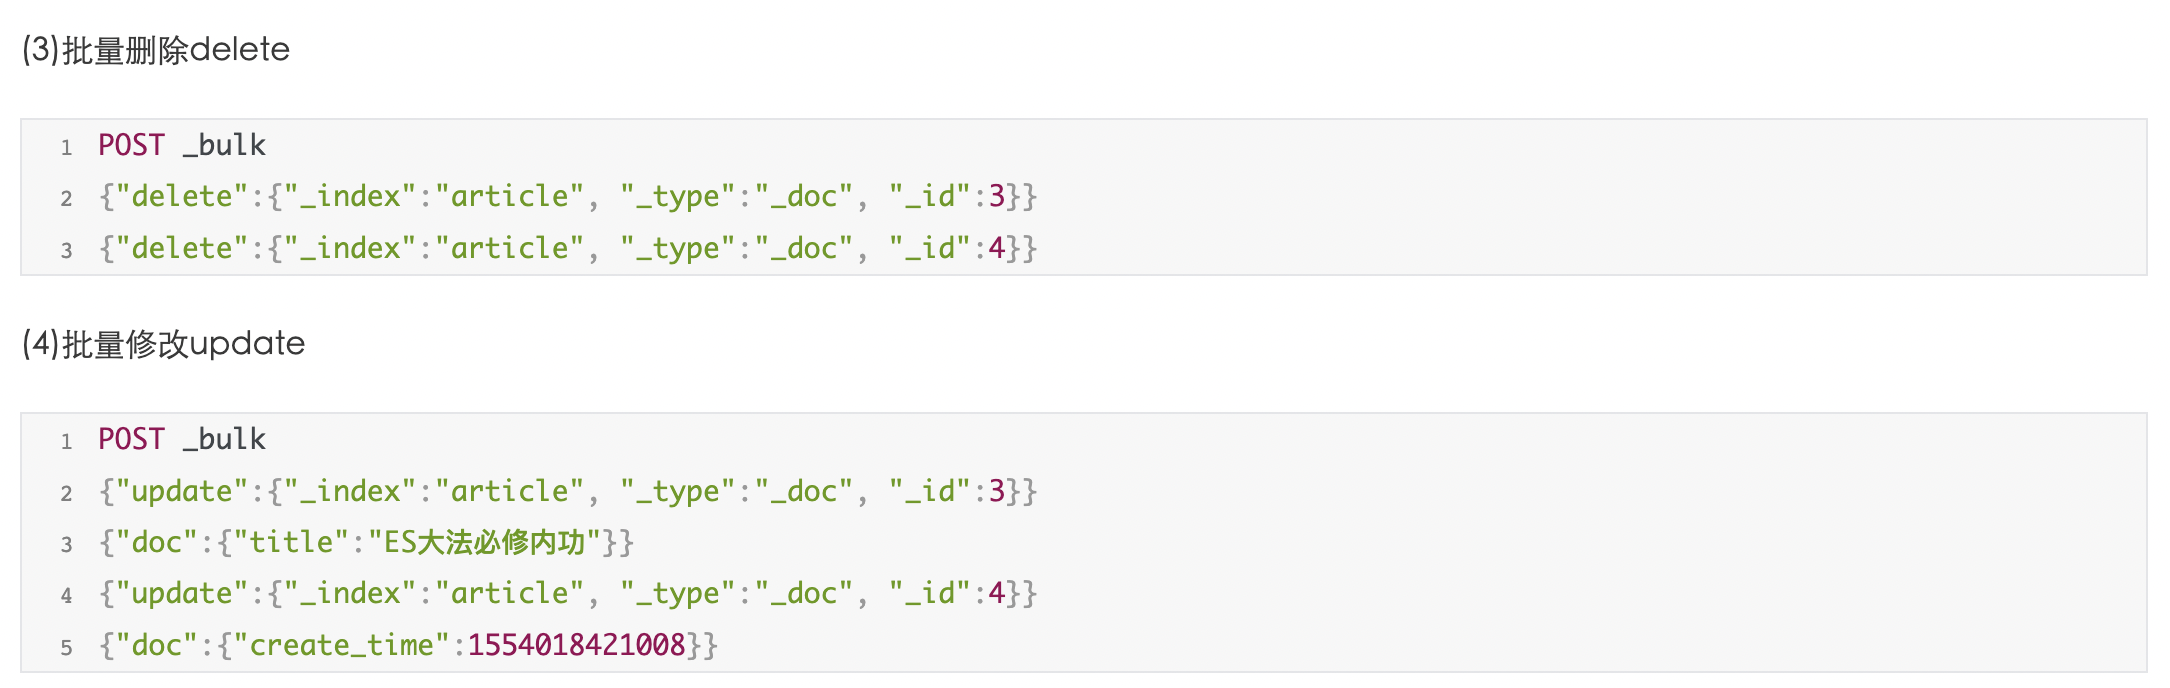 (3)批量删除delete
1 POST _bulk
2 {"delete":{"_index":"article", "_type":"_doc", "_id":3}}
3 {"delete":{"_index":"article", "_type":"_doc", "_id":4}}
(4)批量修改update
1 POST _bulk
2 {"update":{"_index":"article", "_type":"_doc", "_id":3}}
3 {"doc":{"title":"ES大法必修内功"}}
4 {"update":{"_index":"article", "_type":"_doc", "_id":4}}
5 {"doc":{"create_time":1554018421008}}